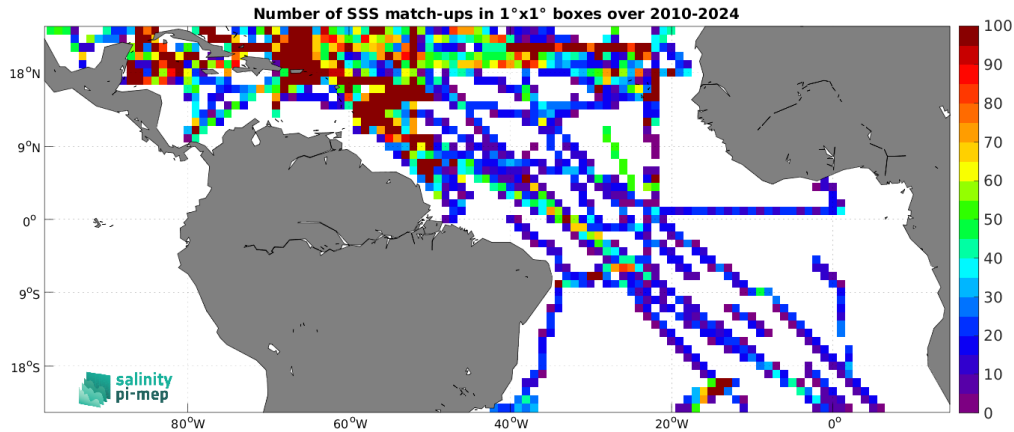 Number of SSS match-ups in 1°x1° boxes over 2010-2024
18°N
9°N
0°
9°S
18°S
80°W
60°W
40°W
20°W
0°
100
90
80
70
60
50
40
30
20
10
0
salinity
pi-mep